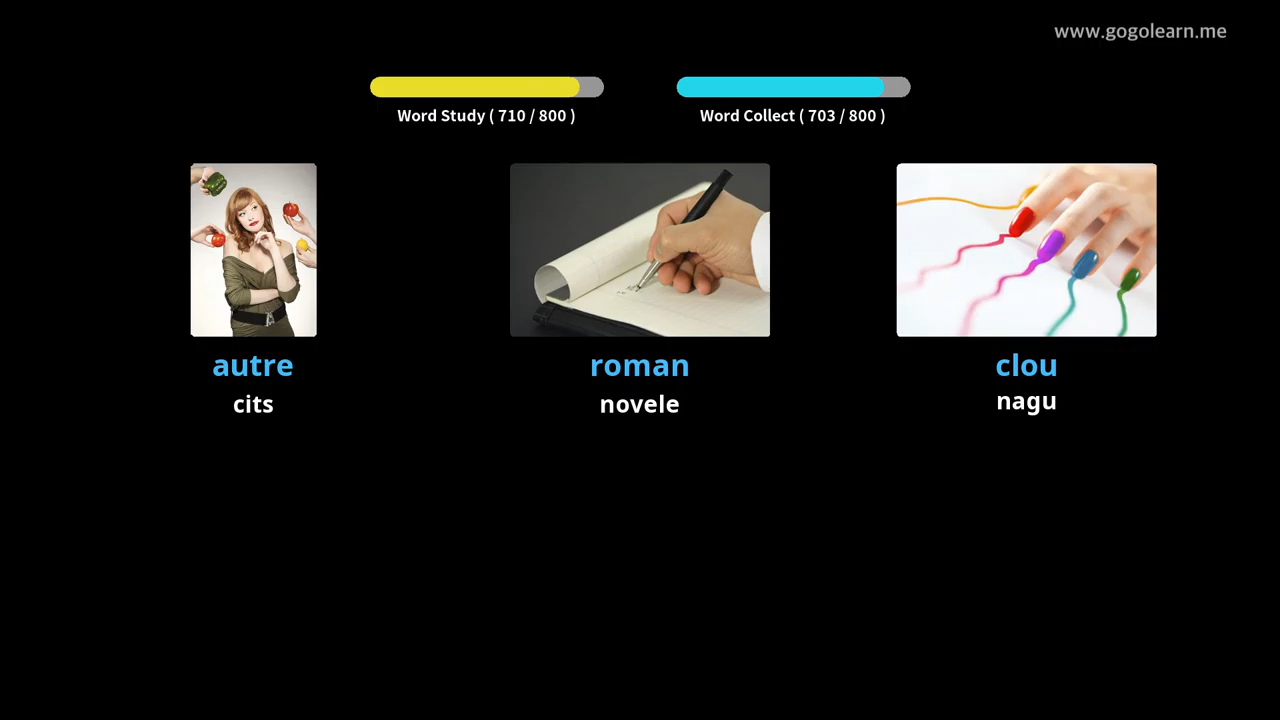 www.gogolearn.me
Word Study ( 710 / 800 )
Word Collect ( 703 / 800 )
autre
cits
roman
novele
clou
nagu